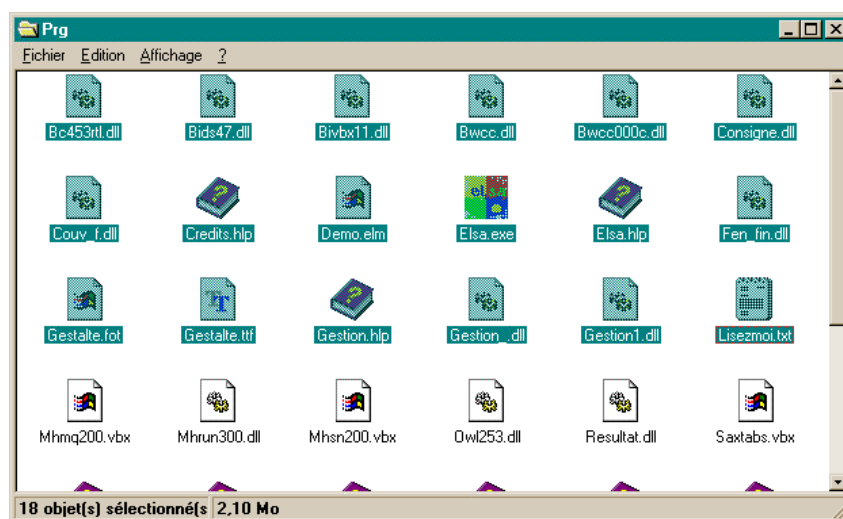 Prg
Fichier Edition Affichage ?
Bc453rtl.dll Bids47.dll Bivbx11.dll Bwcc.dll Bwcc000c.dll Consigne.dll
elsa
Couv_f.dll Credits.hlp Demo.elm Elsa.exe Elsa.hlp Fen_fin.dll
Gestalte.fot Gestalte.ttf Gestion.hlp Gestion_.dll Gestion1.dll Lisezmoi.txt
Mhmq200.vbx Mhrun300.dll Mhsn200.vbx Owl253.dll Resultat.dll Saxtabs.vbx
18 objet(s) sélectionné(s 2,10 Mo